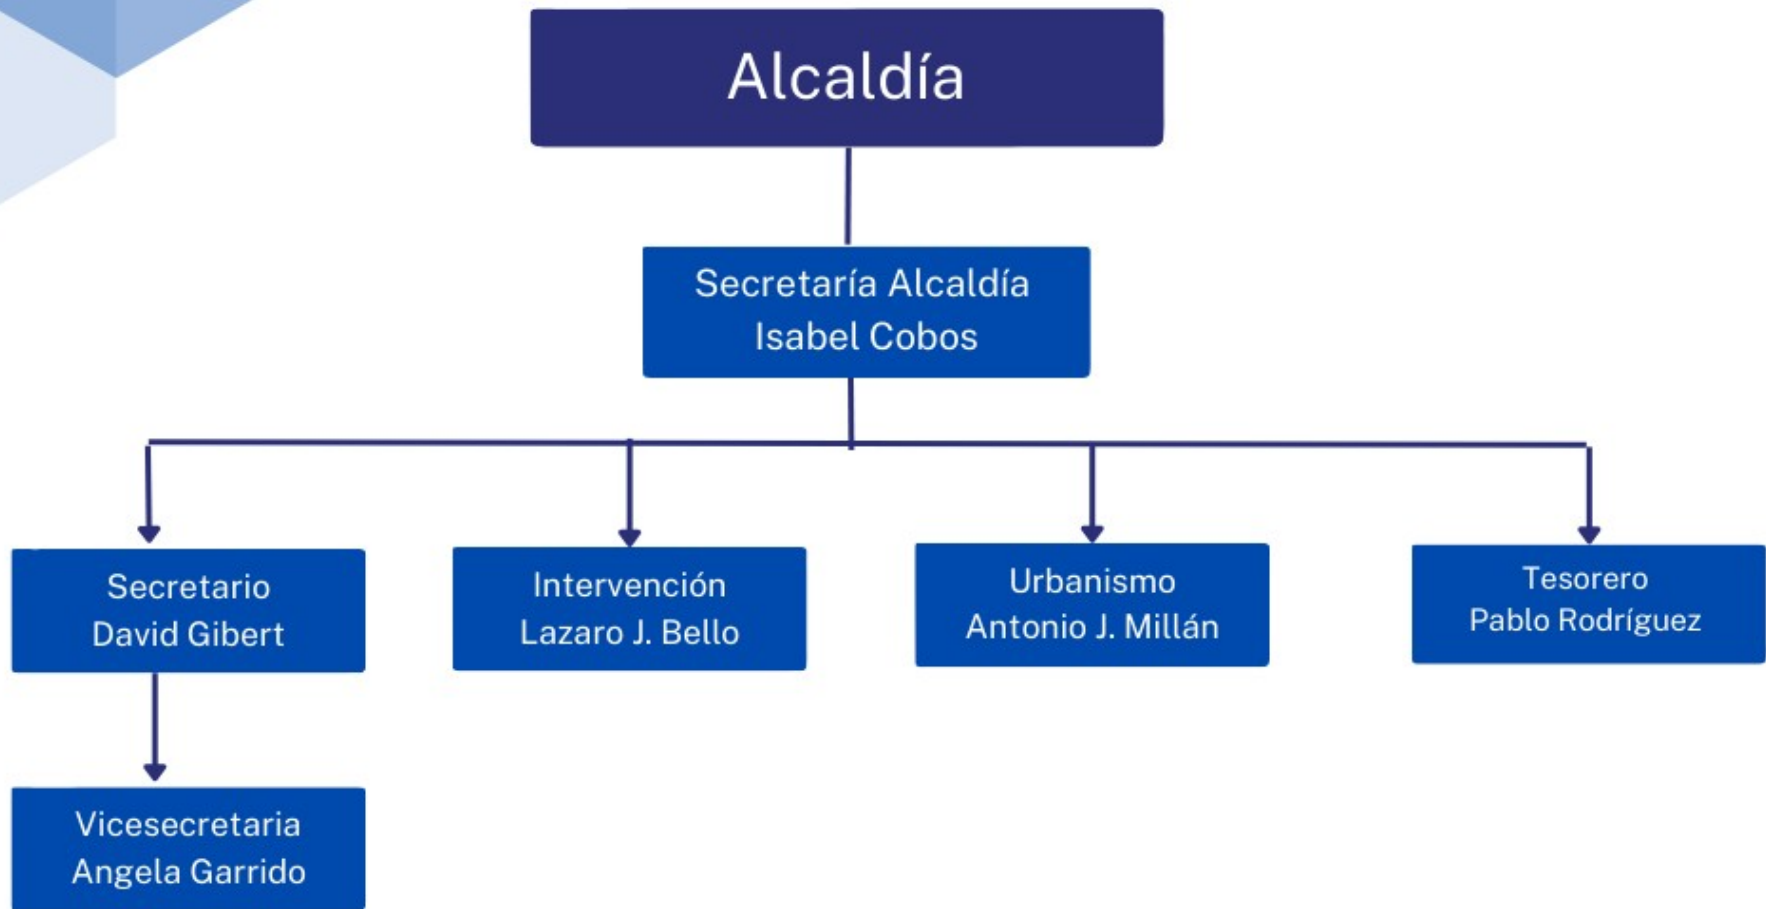 Alcaldía
Secretaría Alcaldía
Isabel Cobos
Secretario
David Gibert
Intervención
Lazaro J. Bello
Urbanismo
Antonio J. Millán
Tesorero
Pablo Rodríguez
Vicesecretaria
Angela Garrido